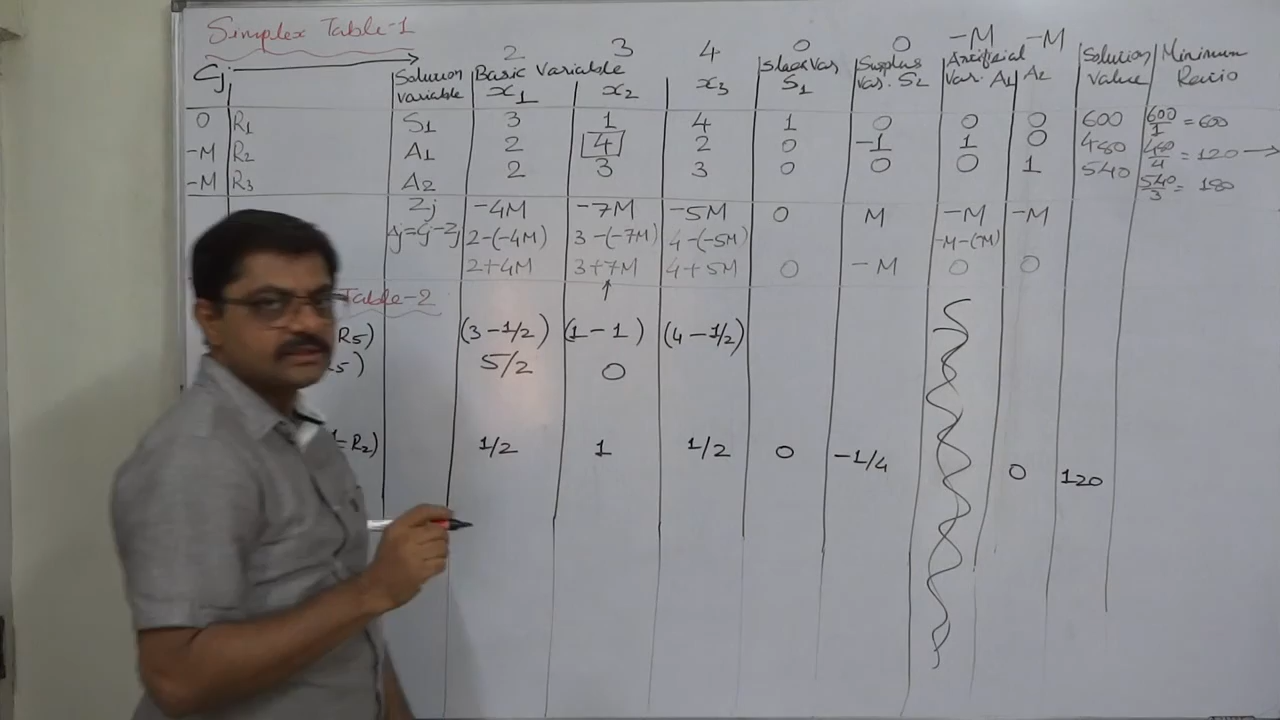 Simplex Table-1
2 3 4 0 0 -M -M
Cj Solution Variable Basic Variable Slack Var Surplus Var. S2 Artificial Var. A1 A2 Solution Value Minimum Racio
x1 x2 x3 S1
0 R1 S1 3 1 4 1 0 0 0 600 600/1 = 600
-M R2 A1 2 4 2 0 -1 1 0 480 480/4 = 120 →
-M R3 A2 2 3 3 0 0 0 1 540 540/3 = 180
Zj -4M -7M -5M 0 M -M -M
Δj=Cj-Zj 2-(-4M) 3-(-7M) 4-(-5M) -M-(-M)
2+4M 3+7M 4+5M 0 -M 0 0
Table-2
R5) (3-1/2) (1-1) (4-1/2)
5) 5/2 0
R2) 1/2 1 1/2 0 -1/4 0 120